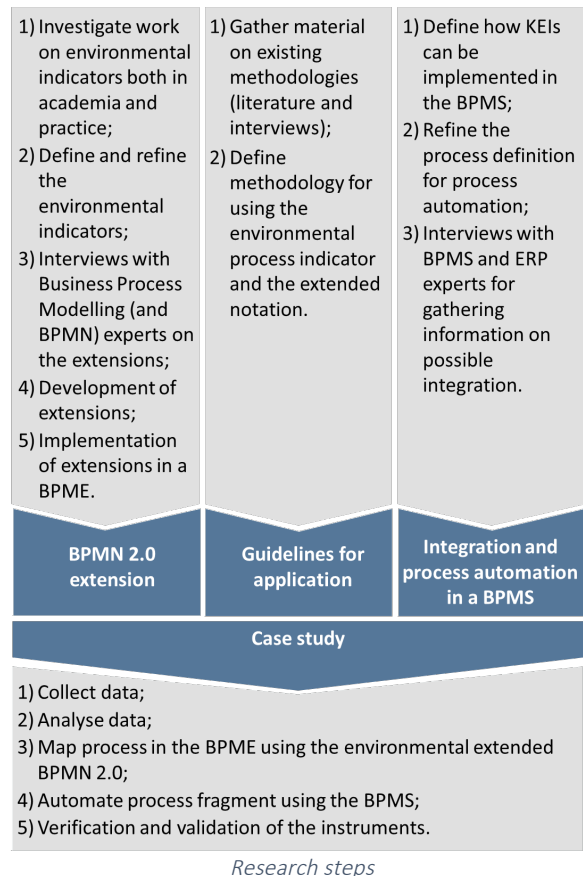 1) Investigate work
on environmental
indicators both in
academia and
practice;
2) Define and refine
the
environmental
indicators;
3) Interviews with
Business Process
Modelling (and
BPMN) experts on
the extensions;
4) Development of
extensions;
5) Implementation
of extensions in a
BPME.
BPMN 2.0
extension
1) Gather material
on existing
methodologies
(literature and
interviews);
2) Define
methodology for
using the
environmental
process indicator
and the extended
notation.
Guidelines for
application
1) Define how KEIs
can be
implemented in
the BPMS;
2) Refine the
process definition
for process
automation;
3) Interviews with
BPMS and ERP
experts for
gathering
information on
possible
integration.
Integration and
process automation
in a BPMS
Case study
1) Collect data;
2) Analyse data;
3) Map process in the BPME using the environmental extended
BPMN 2.0;
4) Automate process fragment using the BPMS;
5) Verification and validation of the instruments.
Research steps